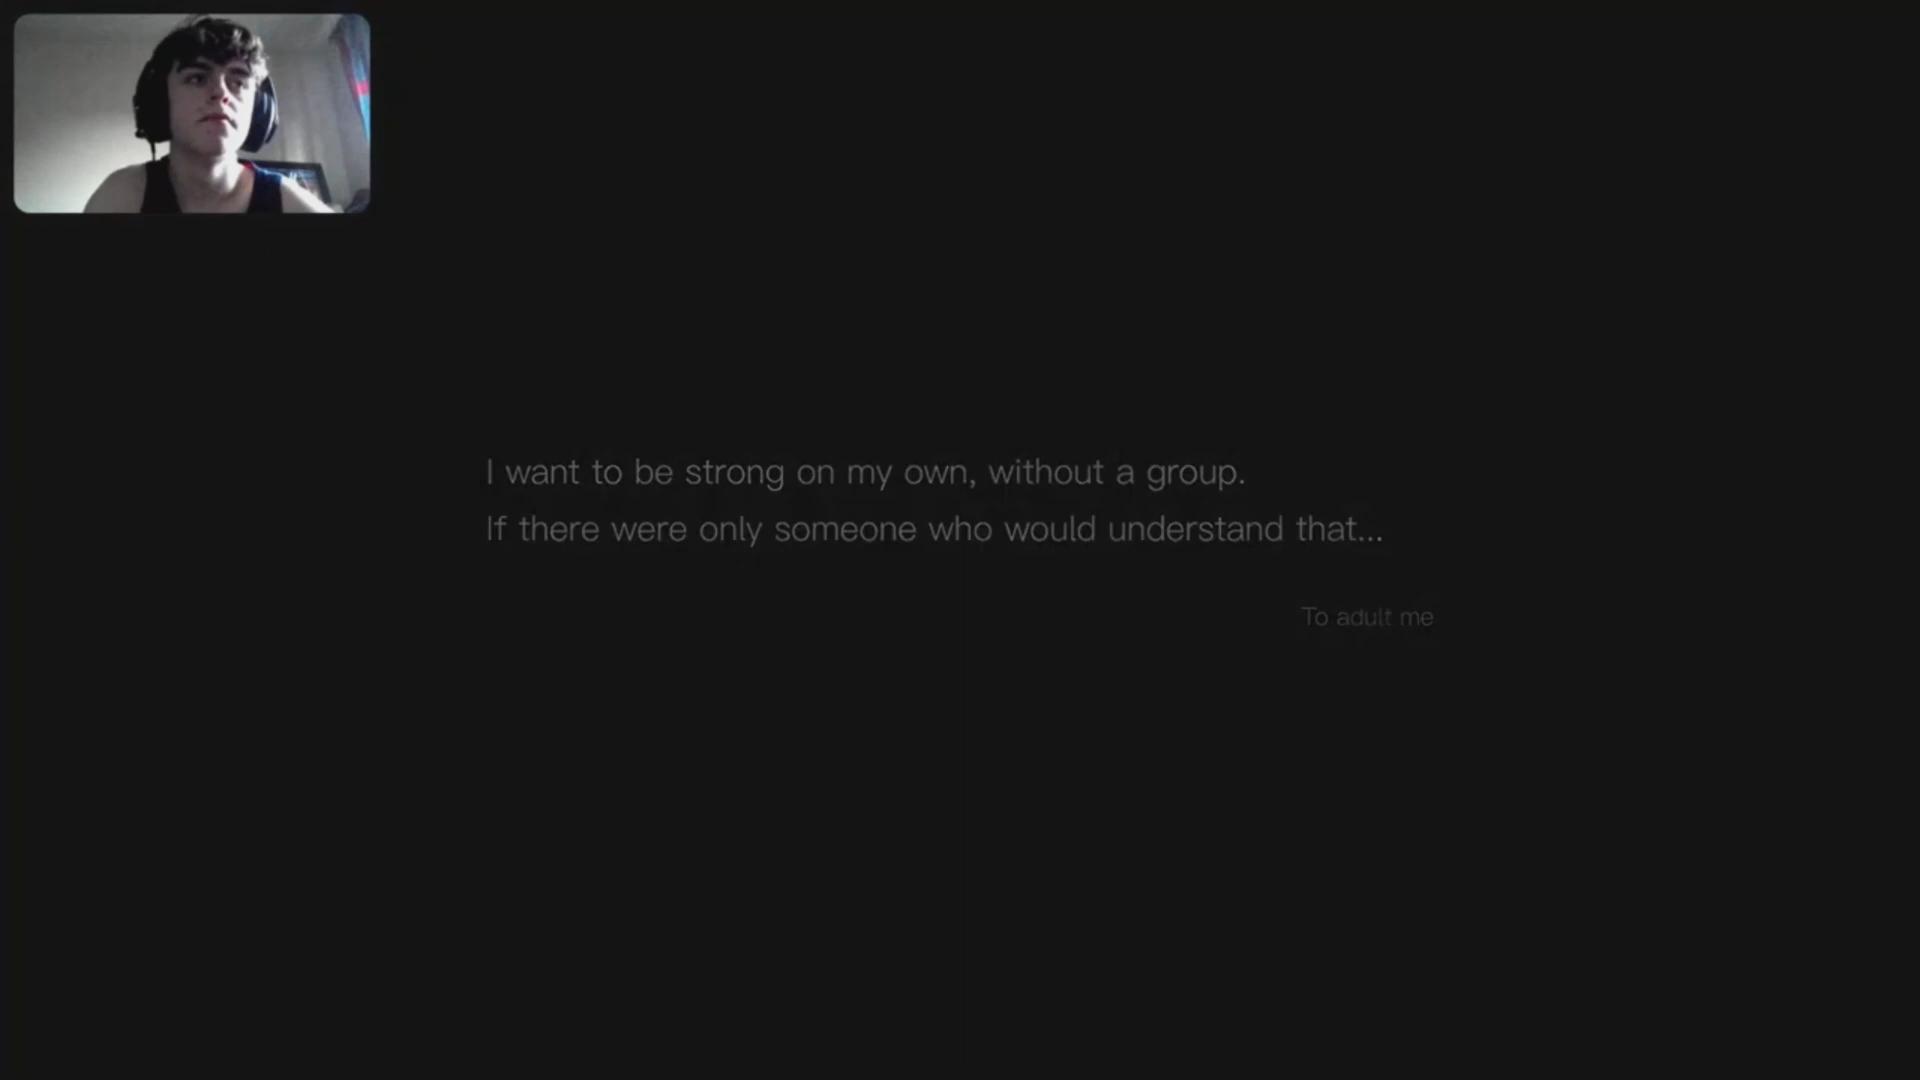 I want to be strong on my own, without a group.
If there were only someone who would understand that...
To adult me